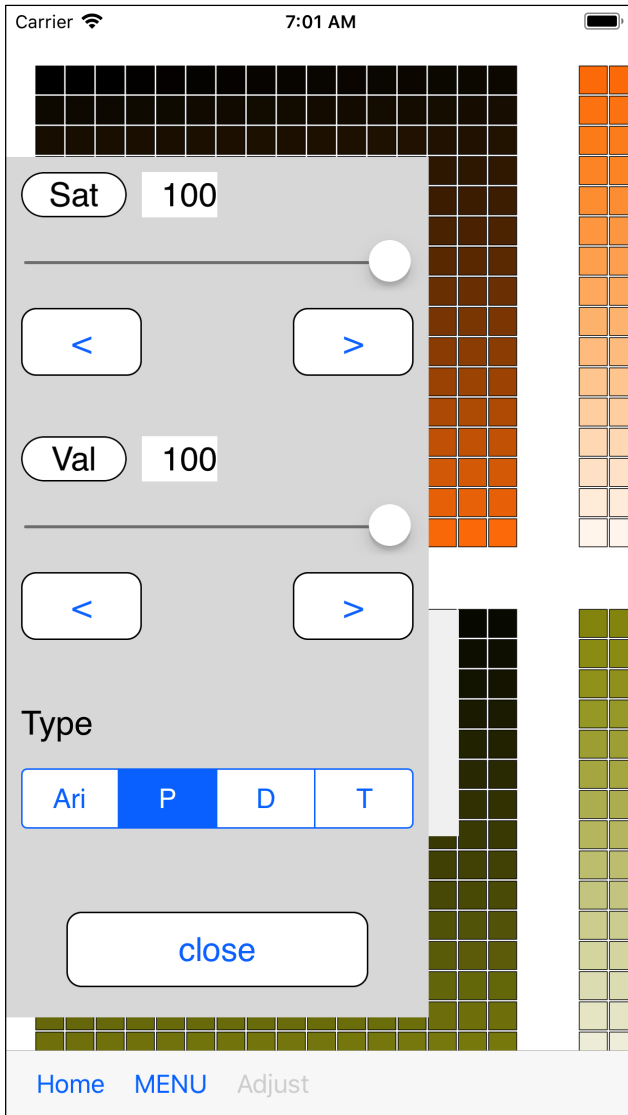 Carrier 7:01 AM
Sat 100
< >
Val 100
< >
Type
Ari P D T
close
Home MENU Adjust